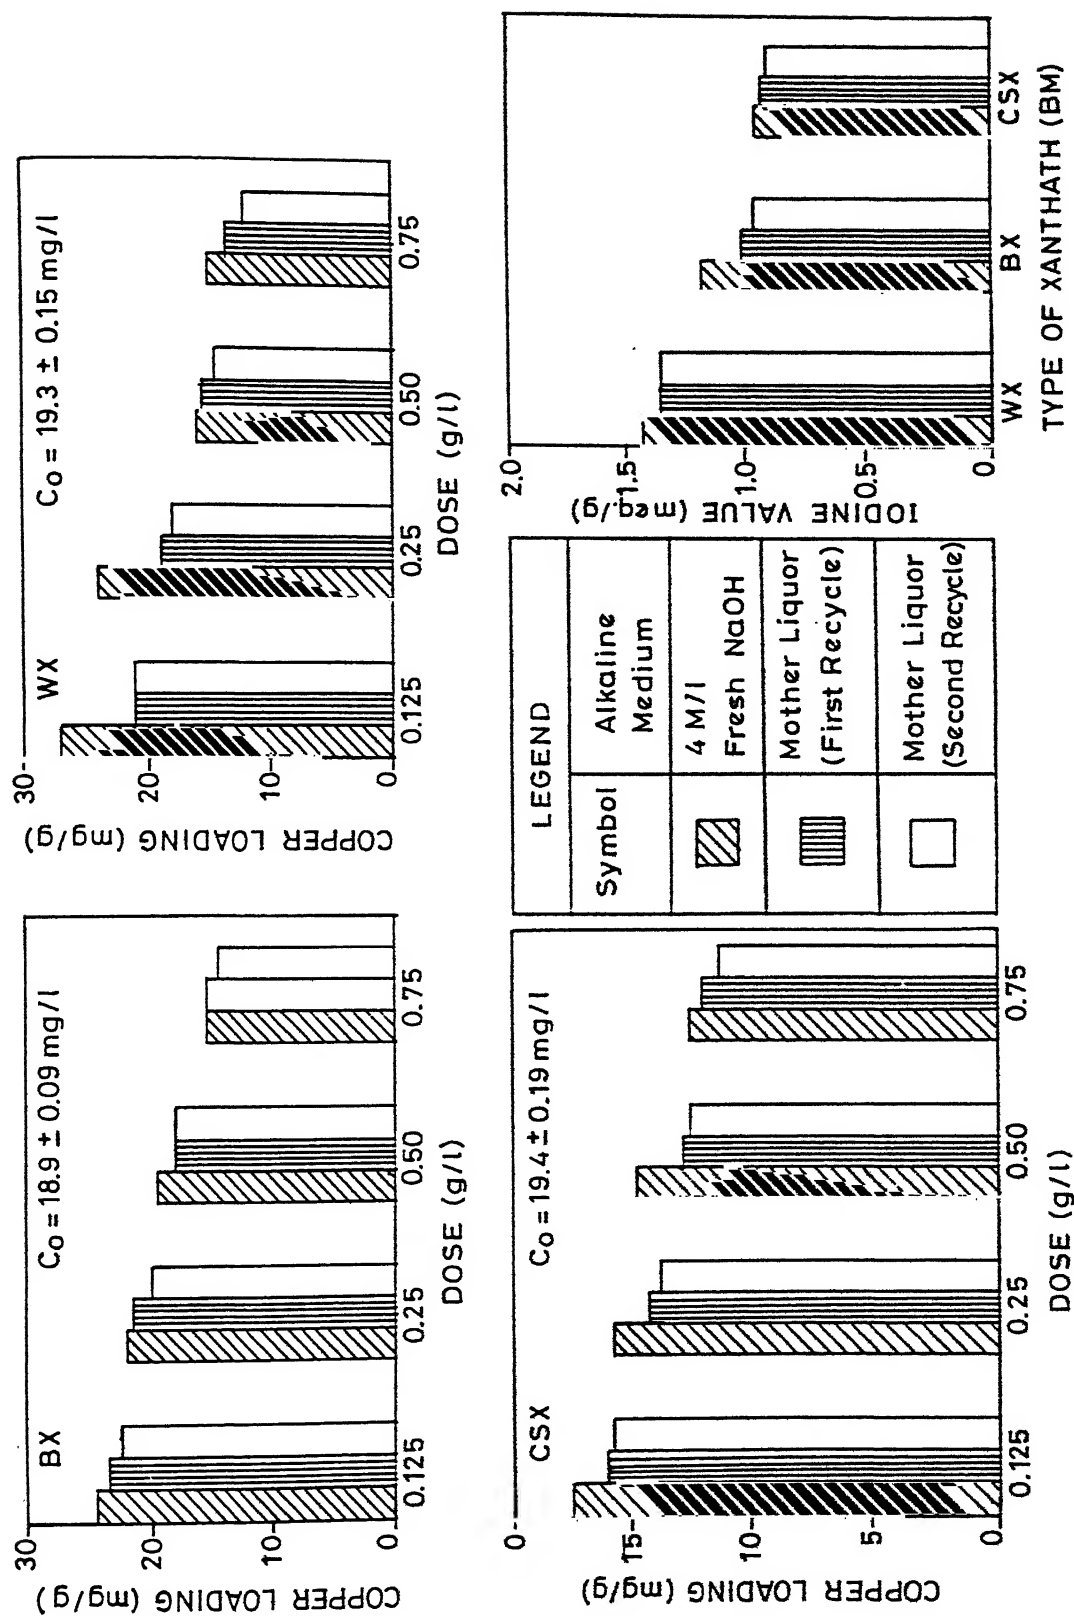 BX
C₀ = 18.9 ± 0.09 mg/l
COPPER LOADING (mg/g)
30
20
10
0
0.125 0.25 0.50 0.75
DOSE (g/l)
WX
C₀ = 19.3 ± 0.15 mg/l
COPPER LOADING (mg/g)
30
20
10
0
0.125 0.25 0.50 0.75
DOSE (g/l)
CSX
C₀ = 19.4 ± 0.19 mg/l
COPPER LOADING (mg/g)
0
15
10
5
0
0.125 0.25 0.50 0.75
DOSE (g/l)
LEGEND
Symbol
Alkaline
Medium
4 M/l
Fresh NaOH
Mother Liquor
(First Recycle)
Mother Liquor
(Second Recycle)
IODINE VALUE (meq./g)
2.0
1.5
1.0
0.5
0
WX BX CSX
TYPE OF XANTHATH (BM)